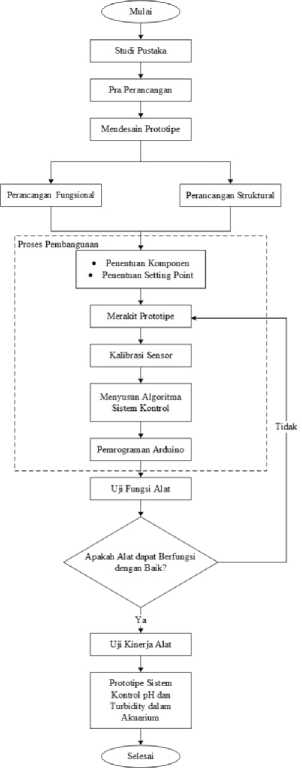 Mulai
Studi Pustaka
Pra Perancangan
Mendesain Prototipe
Perancangan Fungsional
Perancangan Struktural
Proses Pembangunan
• Penentuan Komponen
• Penentuan Setting Point
Merakit Prototipe
Kalibrasi Sensor
Menyusun Algoritma
Sistem Kontrol
Pemrograman Arduino
Tidak
Uji Fungsi Alat
Apakah Alat dapat Berfungsi
dengan Baik?
Ya
Uji Kinerja Alat
Prototipe Sistem
Kontrol pH dan
Turbidity dalam
Akuarium
Selesai